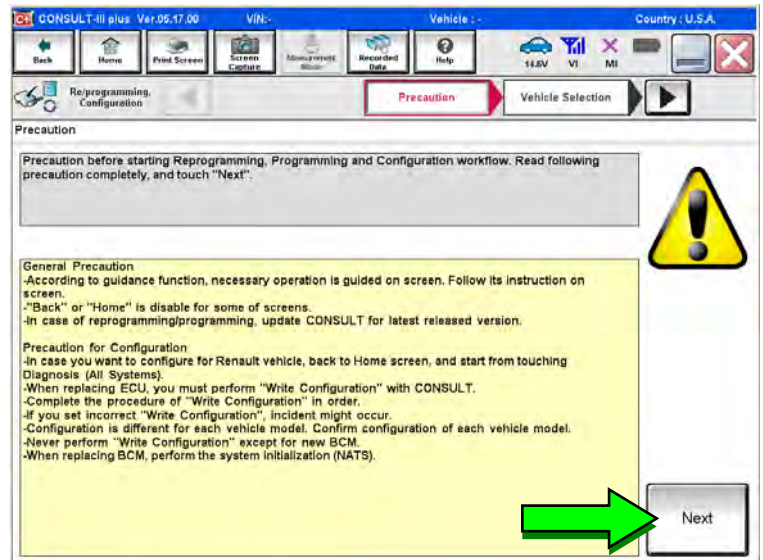 CONSULT-III plus Ver.05.17.00 VIN:- Vehicle : - Country : U.S.A.
Back Home Print Screen Screen Capture Measurement Mode Recorded Data Help 14.6V VI MI
Re/programming, Configuration
Precaution Vehicle Selection
Precaution
Precaution before starting Reprogramming, Programming and Configuration workflow. Read following
precaution completely, and touch "Next".
General Precaution
-According to guidance function, necessary operation is guided on screen. Follow its instruction on
screen.
-"Back" or "Home" is disable for some of screens.
-In case of reprogramming/programming, update CONSULT for latest released version.
Precaution for Configuration
-In case you want to configure for Renault vehicle, back to Home screen, and start from touching
Diagnosis (All Systems).
-When replacing ECU, you must perform "Write Configuration" with CONSULT.
-Complete the procedure of "Write Configuration" in order.
-If you set incorrect "Write Configuration", incident might occur.
-Configuration is different for each vehicle model. Confirm configuration of each vehicle model.
-Never perform "Write Configuration" except for new BCM.
-When replacing BCM, perform the system initialization (NATS).
Next